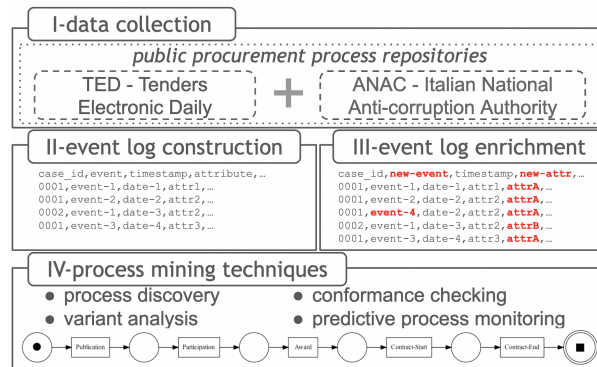 I-data collection
public procurement process repositories
TED - Tenders
Electronic Daily
+
ANAC - Italian National
Anti-corruption Authority
II-event log construction
case_id,event,timestamp,attribute,…
0001,event-1,date-1,attr1,…
0001,event-2,date-2,attr2,…
0002,event-1,date-3,attr2,…
0001,event-3,date-4,attr3,…
III-event log enrichment
case_id,new-event,timestamp,new-attr,…
0001,event-1,date-1,attr1,attrA,…
0001,event-2,date-2,attr2,attrA,…
0001,event-4,date-2,attr2,attrA,…
0002,event-1,date-3,attr2,attrB,…
0001,event-3,date-4,attr3,attrA,…
IV-process mining techniques
● process discovery
● conformance checking
● variant analysis
● predictive process monitoring
Publication
Participation
Award
Contract-Start
Contract-End